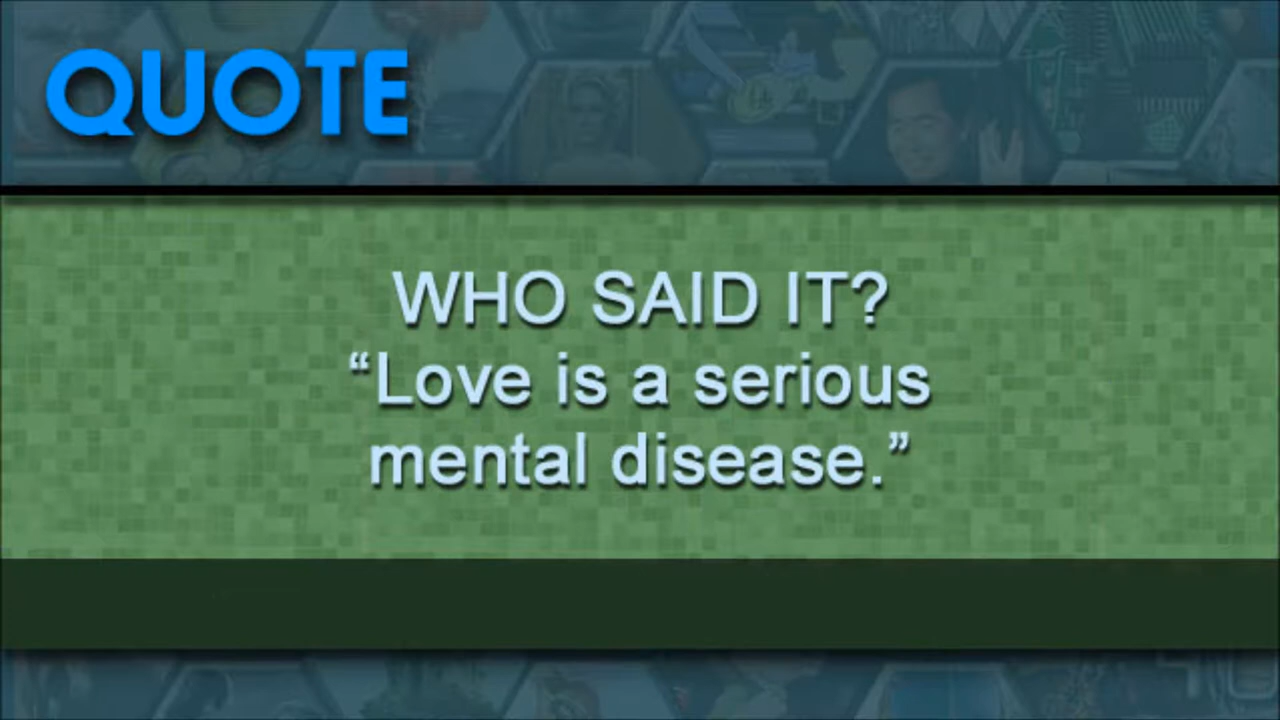 QUOTE
WHO SAID IT?
“Love is a serious
mental disease.”